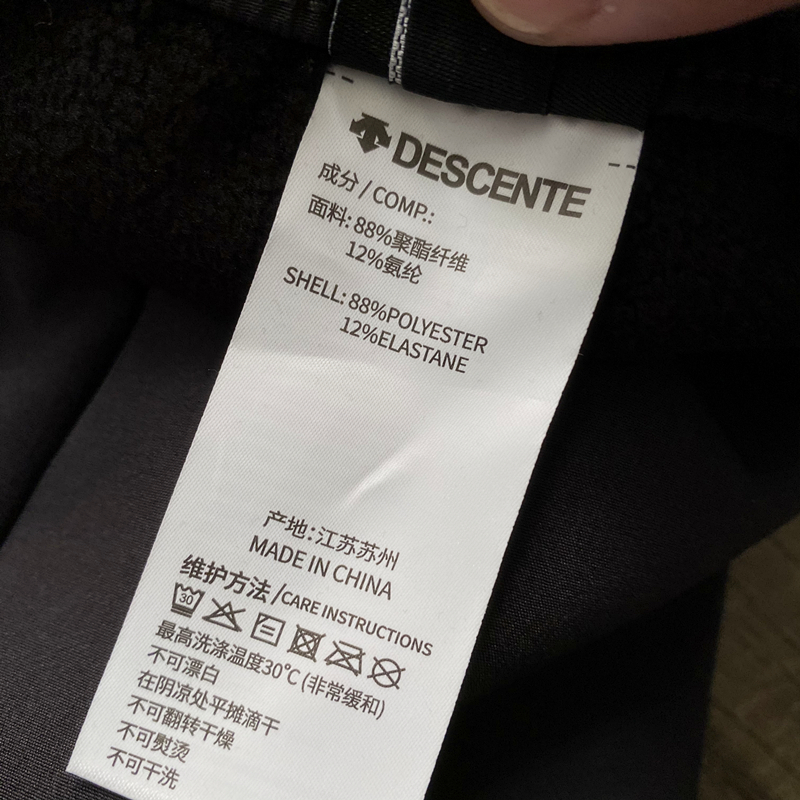 DESCENTE
成分 / COMP.:
面料: 88%聚酯纤维
12%氨纶
SHELL: 88%POLYESTER
12%ELASTANE
产地:江苏苏州
MADE IN CHINA
维护方法 /CARE INSTRUCTIONS
30
最高洗涤温度30℃ (非常缓和)
不可漂白
在阴凉处平摊滴干
不可翻转干燥
不可熨烫
不可干洗